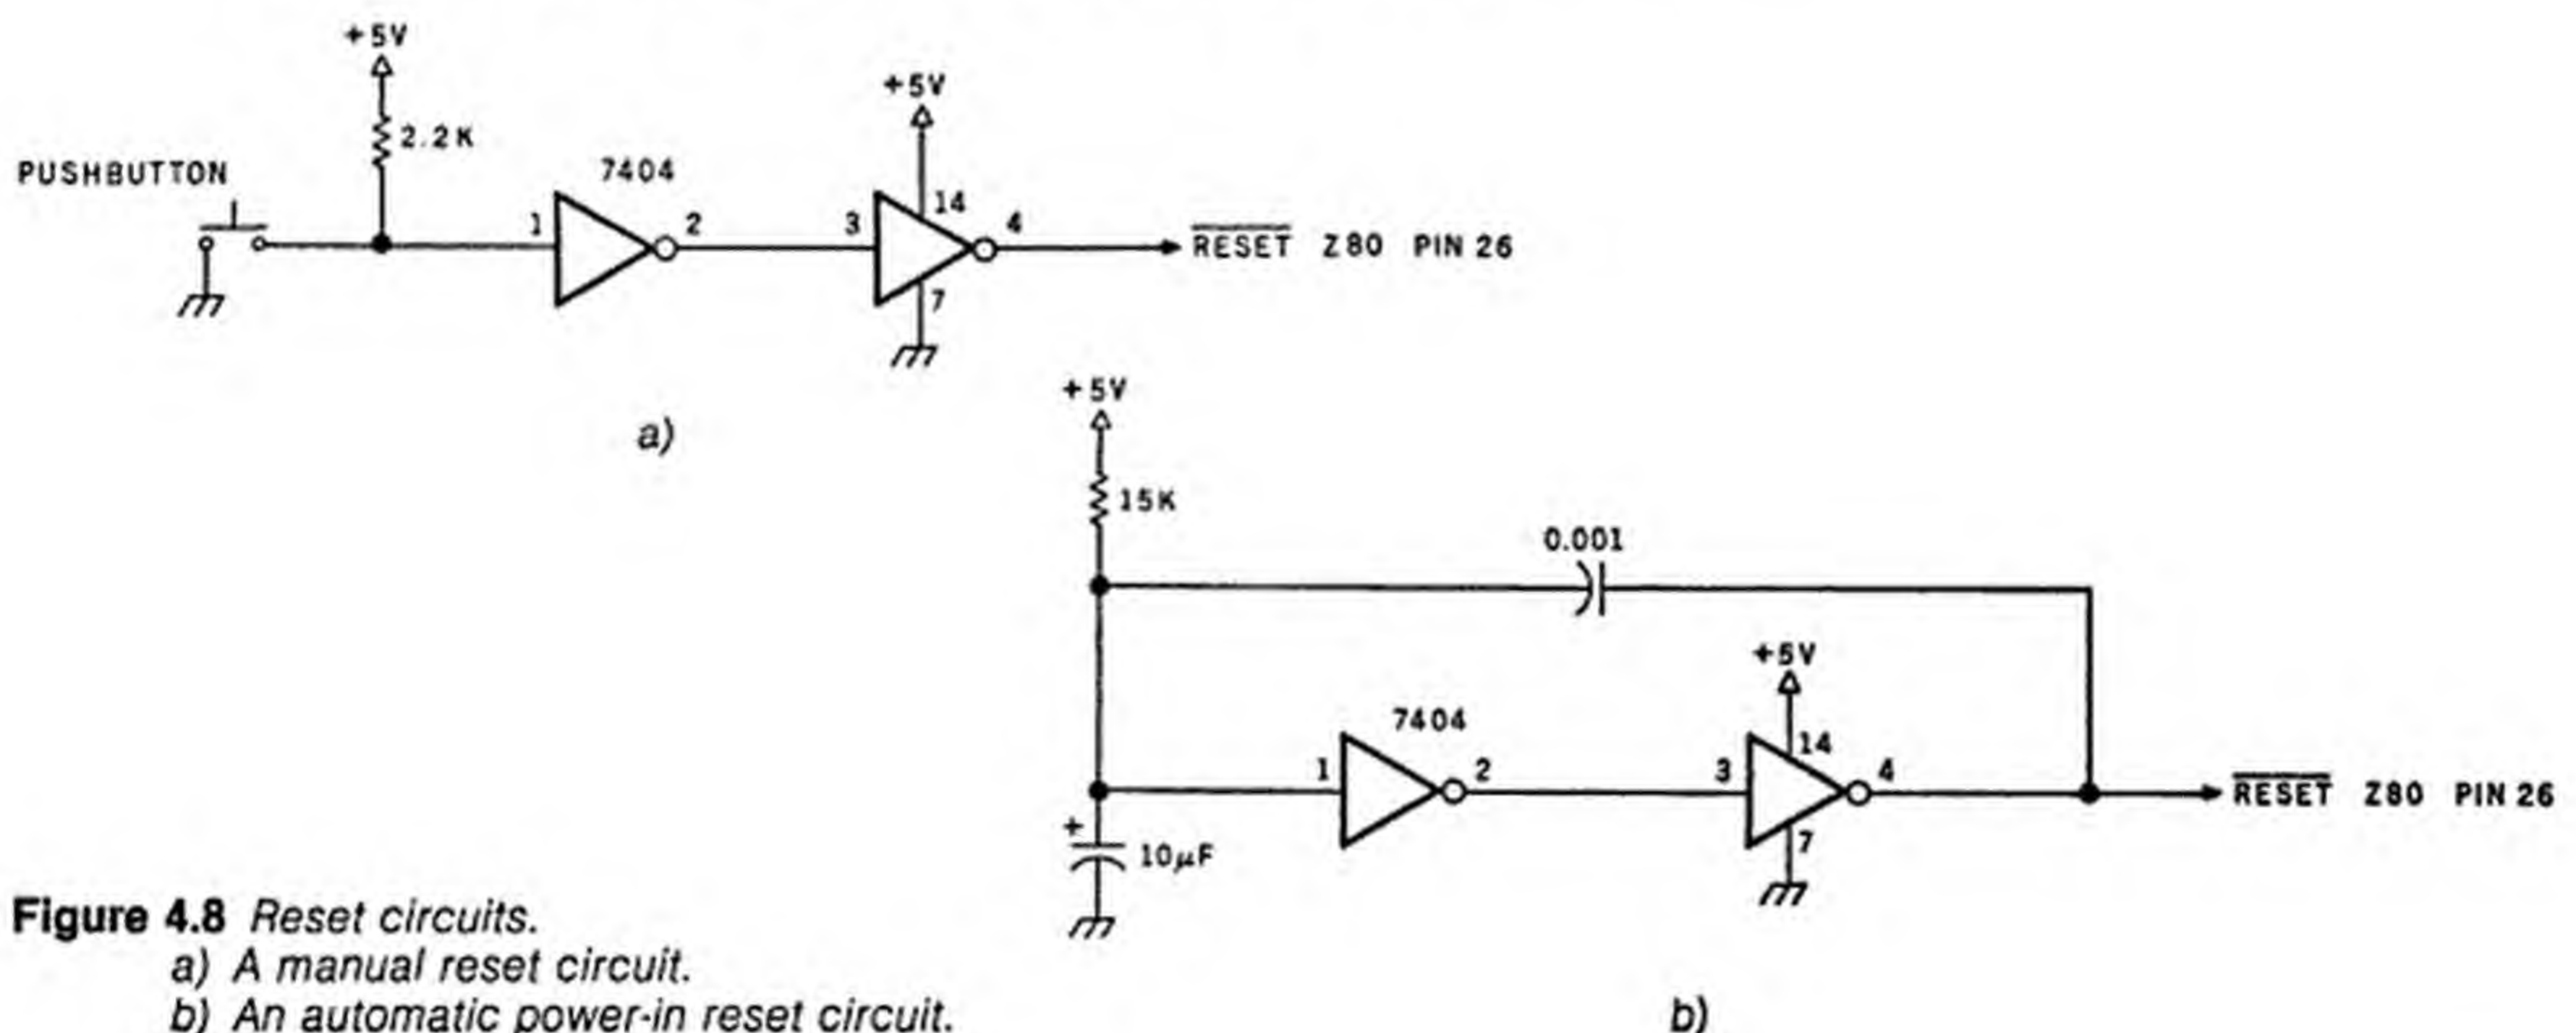 +5V
2.2K
PUSHBUTTON
7404
1
2
3
+5V
14
4
7
RESET Z80 PIN 26
a)
+5V
15K
0.001
+5V
7404
1
2
3
14
4
7
RESET Z80 PIN 26
+
10µF
Figure 4.8 Reset circuits.
a) A manual reset circuit.
b) An automatic power-in reset circuit.
b)